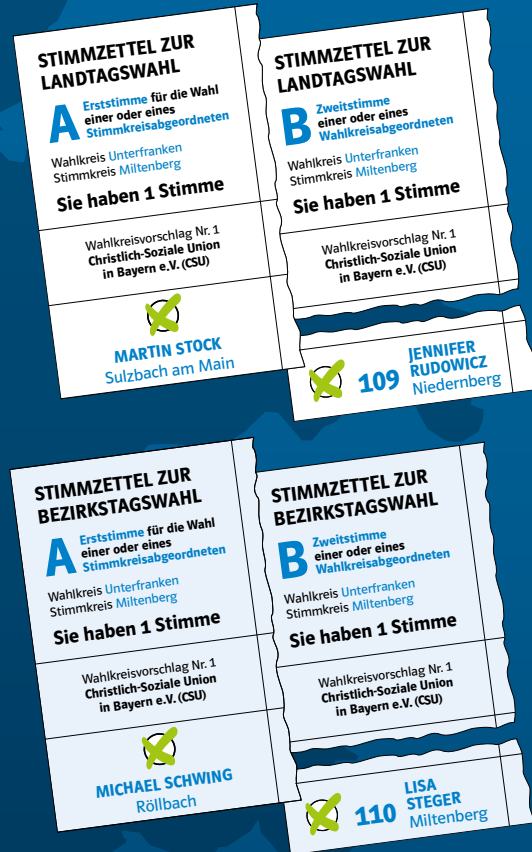 STIMMZETTEL ZUR
LANDTAGSWAHL
A
Erststimme für die Wahl
einer oder eines
Stimmkreisabgeordneten
Wahlkreis Unterfranken
Stimmkreis Miltenberg
Sie haben 1 Stimme
Wahlkreisvorschlag Nr. 1
Christlich-Soziale Union
in Bayern e.V. (CSU)
MARTIN STOCK
Sulzbach am Main
STIMMZETTEL ZUR
LANDTAGSWAHL
B
Zweitstimme
einer oder eines
Wahlkreisabgeordneten
Wahlkreis Unterfranken
Stimmkreis Miltenberg
Sie haben 1 Stimme
Wahlkreisvorschlag Nr. 1
Christlich-Soziale Union
in Bayern e.V. (CSU)
109
JENNIFER
RUDOWICZ
Niedernberg
STIMMZETTEL ZUR
BEZIRKSTAGSWAHL
A
Erststimme für die Wahl
einer oder eines
Stimmkreisabgeordneten
Wahlkreis Unterfranken
Stimmkreis Miltenberg
Sie haben 1 Stimme
Wahlkreisvorschlag Nr. 1
Christlich-Soziale Union
in Bayern e.V. (CSU)
MICHAEL SCHWING
Röllbach
STIMMZETTEL ZUR
BEZIRKSTAGSWAHL
B
Zweitstimme
einer oder eines
Wahlkreisabgeordneten
Wahlkreis Unterfranken
Stimmkreis Miltenberg
Sie haben 1 Stimme
Wahlkreisvorschlag Nr. 1
Christlich-Soziale Union
in Bayern e.V. (CSU)
110
LISA
STEGER
Miltenberg